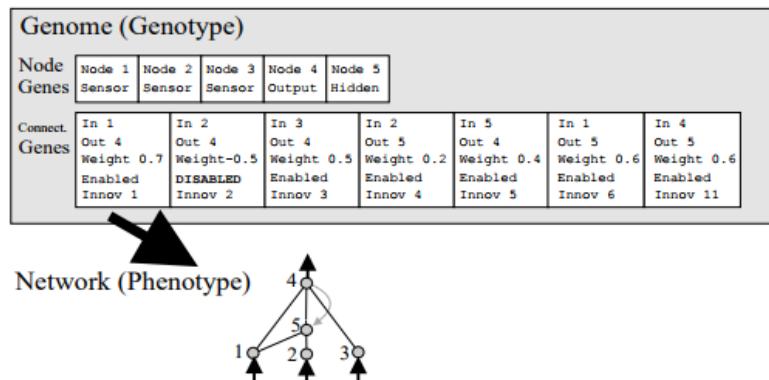 Genome (Genotype)
Node Genes
Node 1 Sensor
Node 2 Sensor
Node 3 Sensor
Node 4 Output
Node 5 Hidden
Connect. Genes
In 1
Out 4
Weight 0.7
Enabled
Innov 1
In 2
Out 4
Weight-0.5
DISABLED
Innov 2
In 3
Out 4
Weight 0.5
Enabled
Innov 3
In 2
Out 5
Weight 0.2
Enabled
Innov 4
In 5
Out 4
Weight 0.4
Enabled
Innov 5
In 1
Out 5
Weight 0.6
Enabled
Innov 6
In 4
Out 5
Weight 0.6
Enabled
Innov 11
Network (Phenotype)
4
5
1
2
3